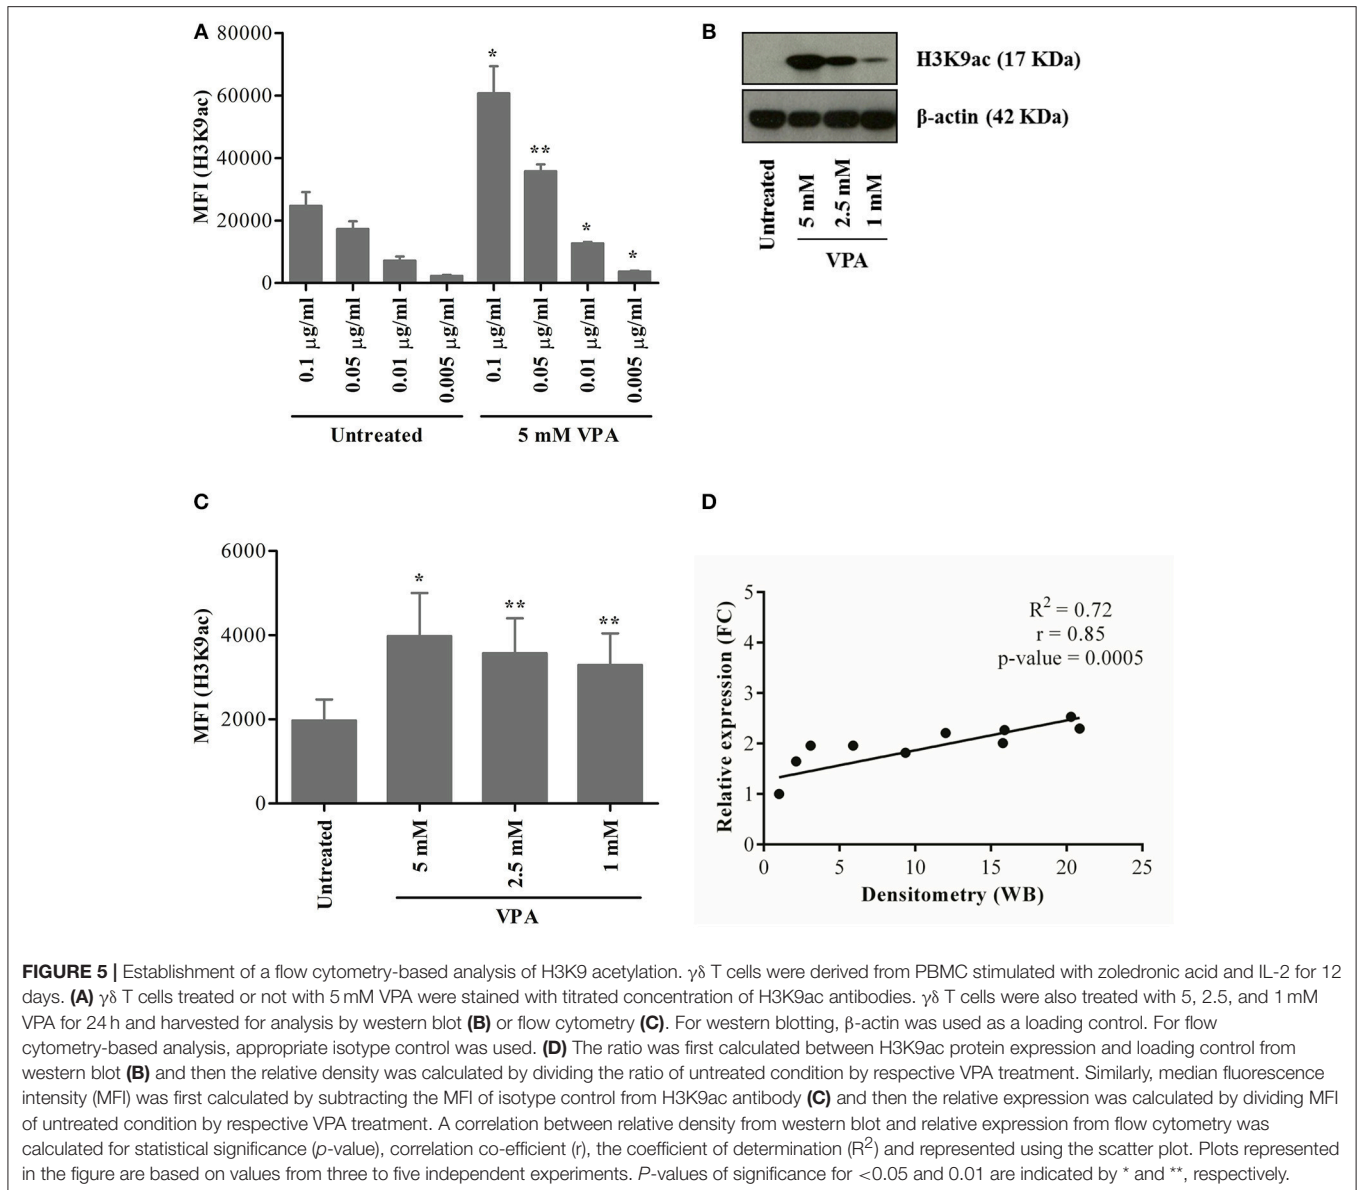 A
80000
60000
40000
20000
0
MFI (H3K9ac)
*
**
*
*
0.1 μg/ml
0.05 μg/ml
0.01 μg/ml
0.005 μg/ml
0.1 μg/ml
0.05 μg/ml
0.01 μg/ml
0.005 μg/ml
Untreated
5 mM VPA
B
H3K9ac (17 KDa)
β-actin (42 KDa)
Untreated
5 mM
2.5 mM
1 mM
VPA
C
6000
4000
2000
0
MFI (H3K9ac)
*
**
**
Untreated
5 mM
2.5 mM
1 mM
VPA
D
5
4
3
2
1
0
Relative expression (FC)
R² = 0.72
r = 0.85
p-value = 0.0005
0 5 10 15 20 25
Densitometry (WB)
FIGURE 5 | Establishment of a flow cytometry-based analysis of H3K9 acetylation. γδ T cells were derived from PBMC stimulated with zoledronic acid and IL-2 for 12
days. (A) γδ T cells treated or not with 5 mM VPA were stained with titrated concentration of H3K9ac antibodies. γδ T cells were also treated with 5, 2.5, and 1 mM
VPA for 24 h and harvested for analysis by western blot (B) or flow cytometry (C). For western blotting, β-actin was used as a loading control. For flow
cytometry-based analysis, appropriate isotype control was used. (D) The ratio was first calculated between H3K9ac protein expression and loading control from
western blot (B) and then the relative density was calculated by dividing the ratio of untreated condition by respective VPA treatment. Similarly, median fluorescence
intensity (MFI) was first calculated by subtracting the MFI of isotype control from H3K9ac antibody (C) and then the relative expression was calculated by dividing MFI
of untreated condition by respective VPA treatment. A correlation between relative density from western blot and relative expression from flow cytometry was
calculated for statistical significance (p-value), correlation co-efficient (r), the coefficient of determination (R²) and represented using the scatter plot. Plots represented
in the figure are based on values from three to five independent experiments. P-values of significance for <0.05 and 0.01 are indicated by * and **, respectively.